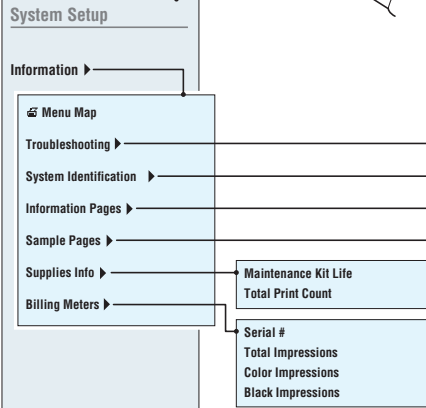 System Setup
Information
Menu Map
Troubleshooting
System Identification
Information Pages
Sample Pages
Supplies Info
Billing Meters
Maintenance Kit Life
Total Print Count
Serial #
Total Impressions
Color Impressions
Black Impressions